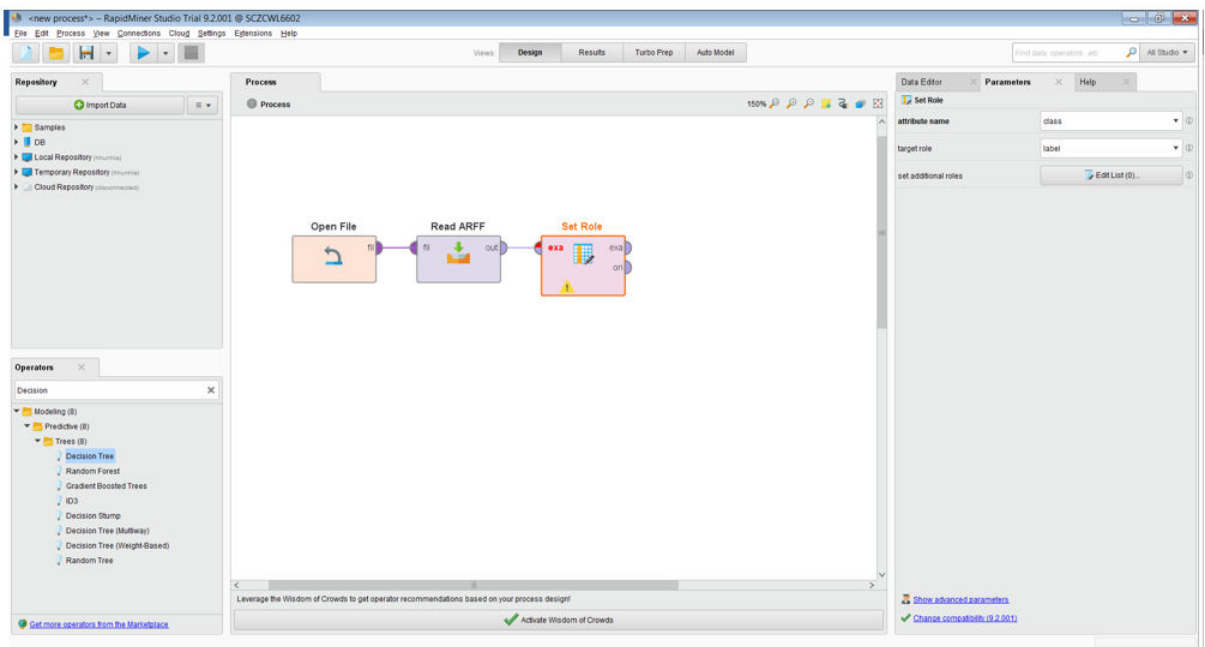 <new process*> – RapidMiner Studio Trial 9.2.001 @ SCZCWL6602
File Edit Process View Connections Cloud Settings Extensions Help
Views: Design Results Turbo Prep Auto Model
Find data, operators...etc
All Studio
Repository
Import Data
Samples
DB
Local Repository
Temporary Repository
Cloud Repository (disconnected)
Operators
Decision
Modeling (8)
Predictive (8)
Trees (8)
Decision Tree
Random Forest
Gradient Boosted Trees
ID3
Decision Stump
Decision Tree (Multiway)
Decision Tree (Weight-Based)
Random Tree
Get more operators from the Marketplace
Process
Process
150%
Open File
fil
Read ARFF
fil out
Set Role
exa exa
ori
Leverage the Wisdom of Crowds to get operator recommendations based on your process design!
Activate Wisdom of Crowds
Data Editor Parameters Help
Set Role
attribute name class
target role label
set additional roles Edit List (0)...
Show advanced parameters
Change compatibility (9.2.001)